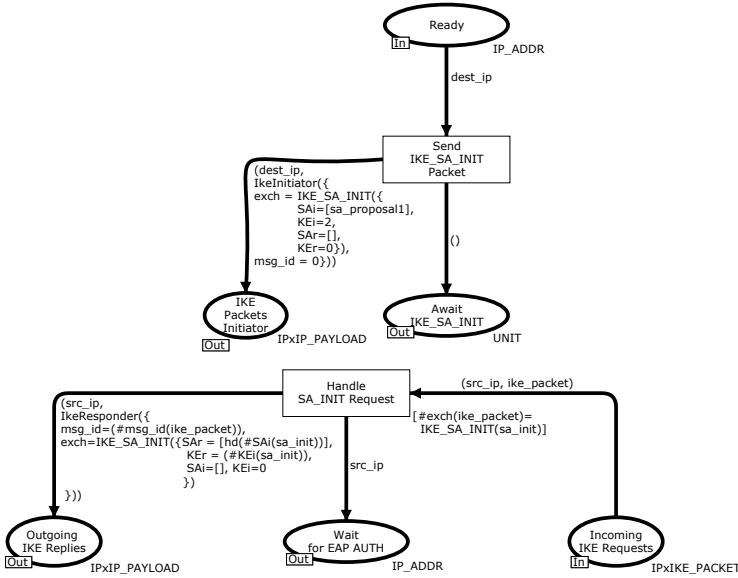 Ready
In
IP_ADDR
dest_ip
Send
IKE_SA_INIT
Packet
(dest_ip,
IkeInitiator({
exch = IKE_SA_INIT({
SAi=[sa_proposal1],
KEi=2,
SAr=[],
KEr=0}),
msg_id = 0}))
()
IKE
Packets
Initiator
Out
IPxIP_PAYLOAD
Await
IKE_SA_INIT
Out
UNIT
Handle
SA_INIT Request
(src_ip, ike_packet)
[#exch(ike_packet)=
IKE_SA_INIT(sa_init)]
(src_ip,
IkeResponder({
msg_id=(#msg_id(ike_packet)),
exch=IKE_SA_INIT({SAr = [hd(#SAi(sa_init))],
KEr = (#KEi(sa_init)),
SAi=[], KEi=0
})
}))
src_ip
Outgoing
IKE Replies
Out
IPxIP_PAYLOAD
Wait
for EAP AUTH
Out
IP_ADDR
Incoming
IKE Requests
In
IPxIKE_PACKET